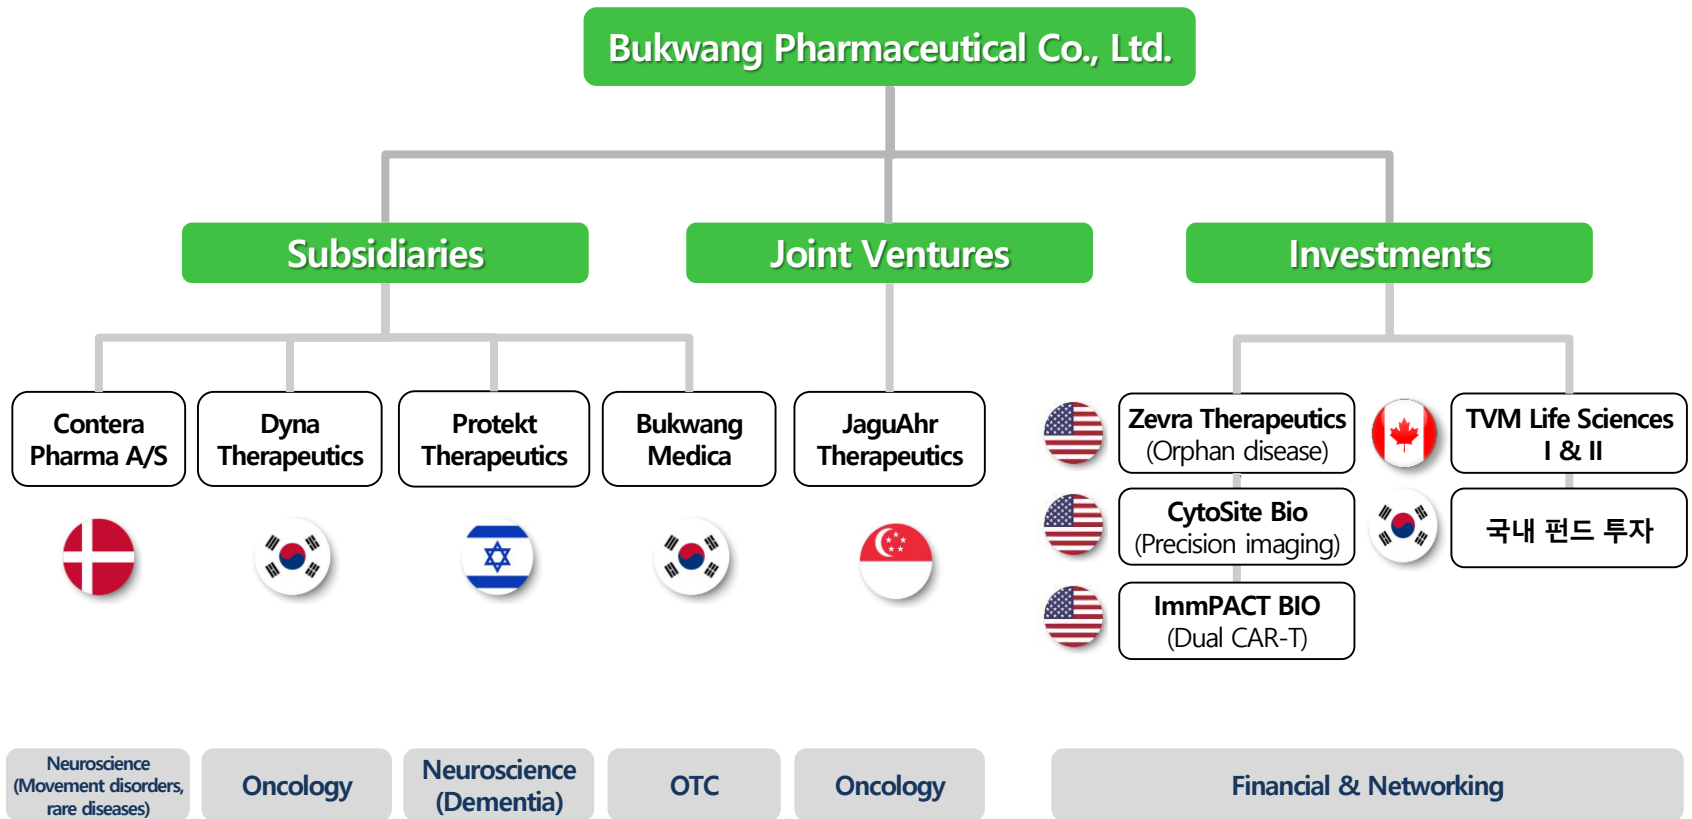 Bukwang Pharmaceutical Co., Ltd.
Subsidiaries
Joint Ventures
Investments
Contera
Pharma A/S
Dyna
Therapeutics
Protekt
Therapeutics
Bukwang
Medica
JaguAhr
Therapeutics
Zevra Therapeutics
(Orphan disease)
CytoSite Bio
(Precision imaging)
ImmPACT BIO
(Dual CAR-T)
TVM Life Sciences
I & II
국내 펀드 투자
Neuroscience
(Movement disorders,
rare diseases)
Oncology
Neuroscience
(Dementia)
OTC
Oncology
Financial & Networking